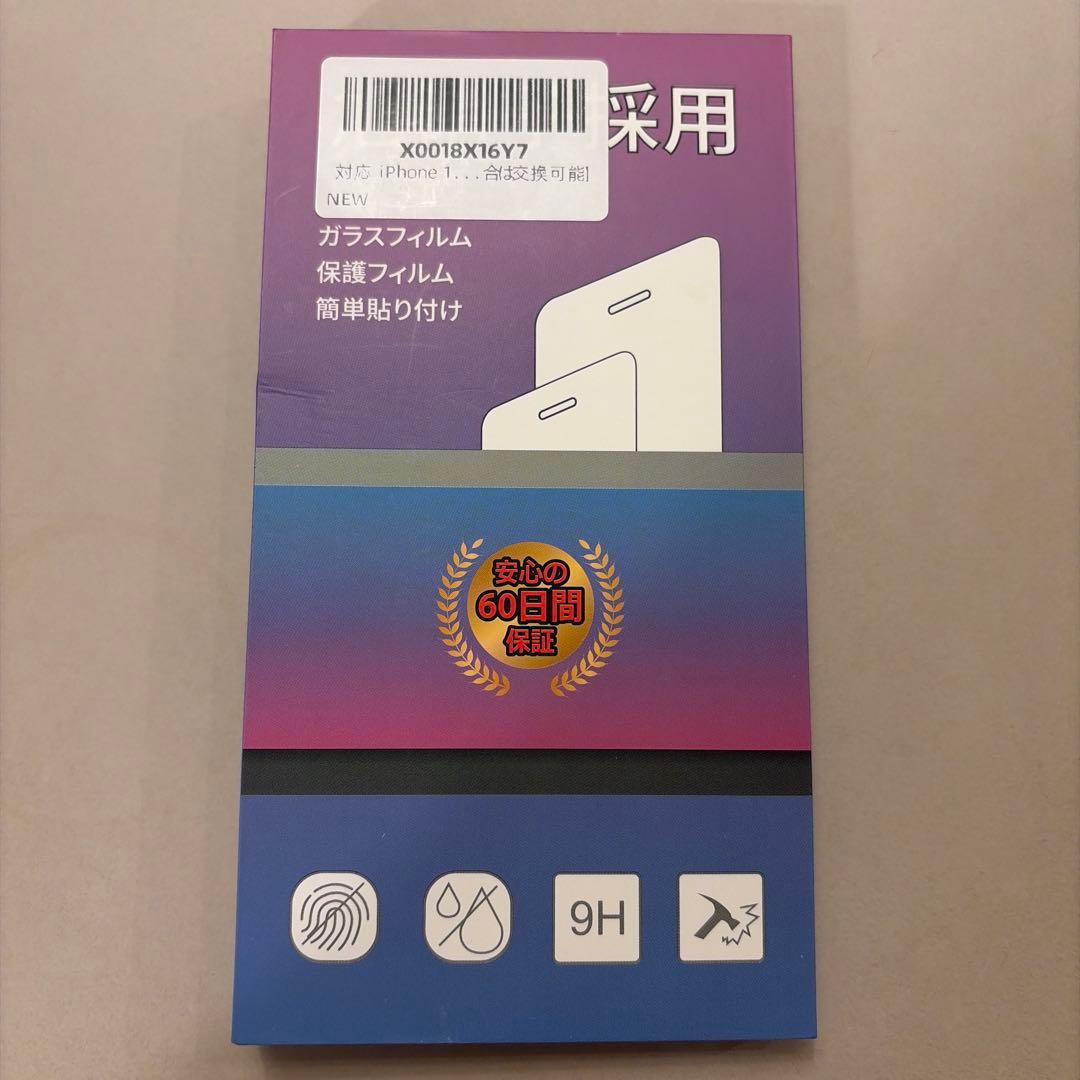 採用
X0018X16Y7
対応 iPhone 1...合は交換可能]
NEW
ガラスフィルム
保護フィルム
簡単貼り付け
安心の
60日間
保証
9H